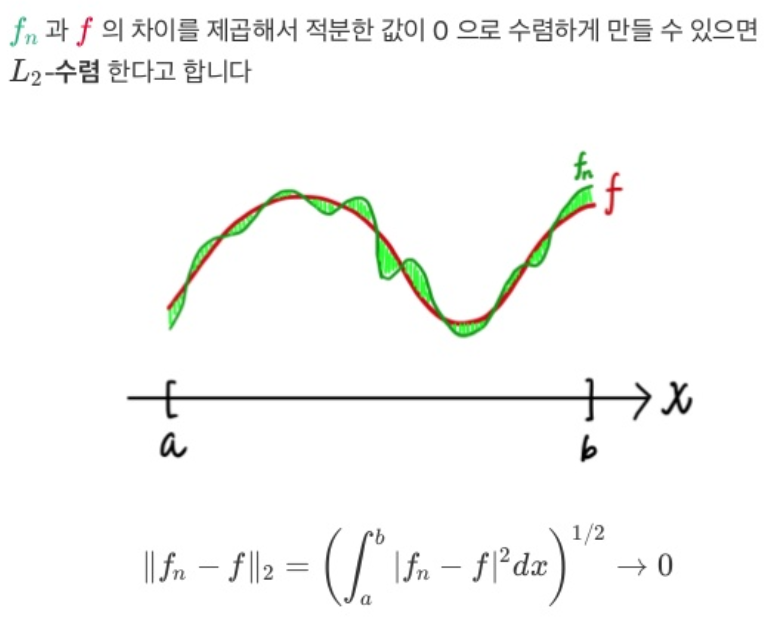 fₙ 과 f 의 차이를 제곱해서 적분한 값이 0 으로 수렴하게 만들 수 있으면
L₂-수렴 한다고 합니다
fₙ
f
[ ] x
a b
‖fₙ − f‖₂ = (∫ₐᵇ |fₙ − f|² dx)^{1/2} → 0